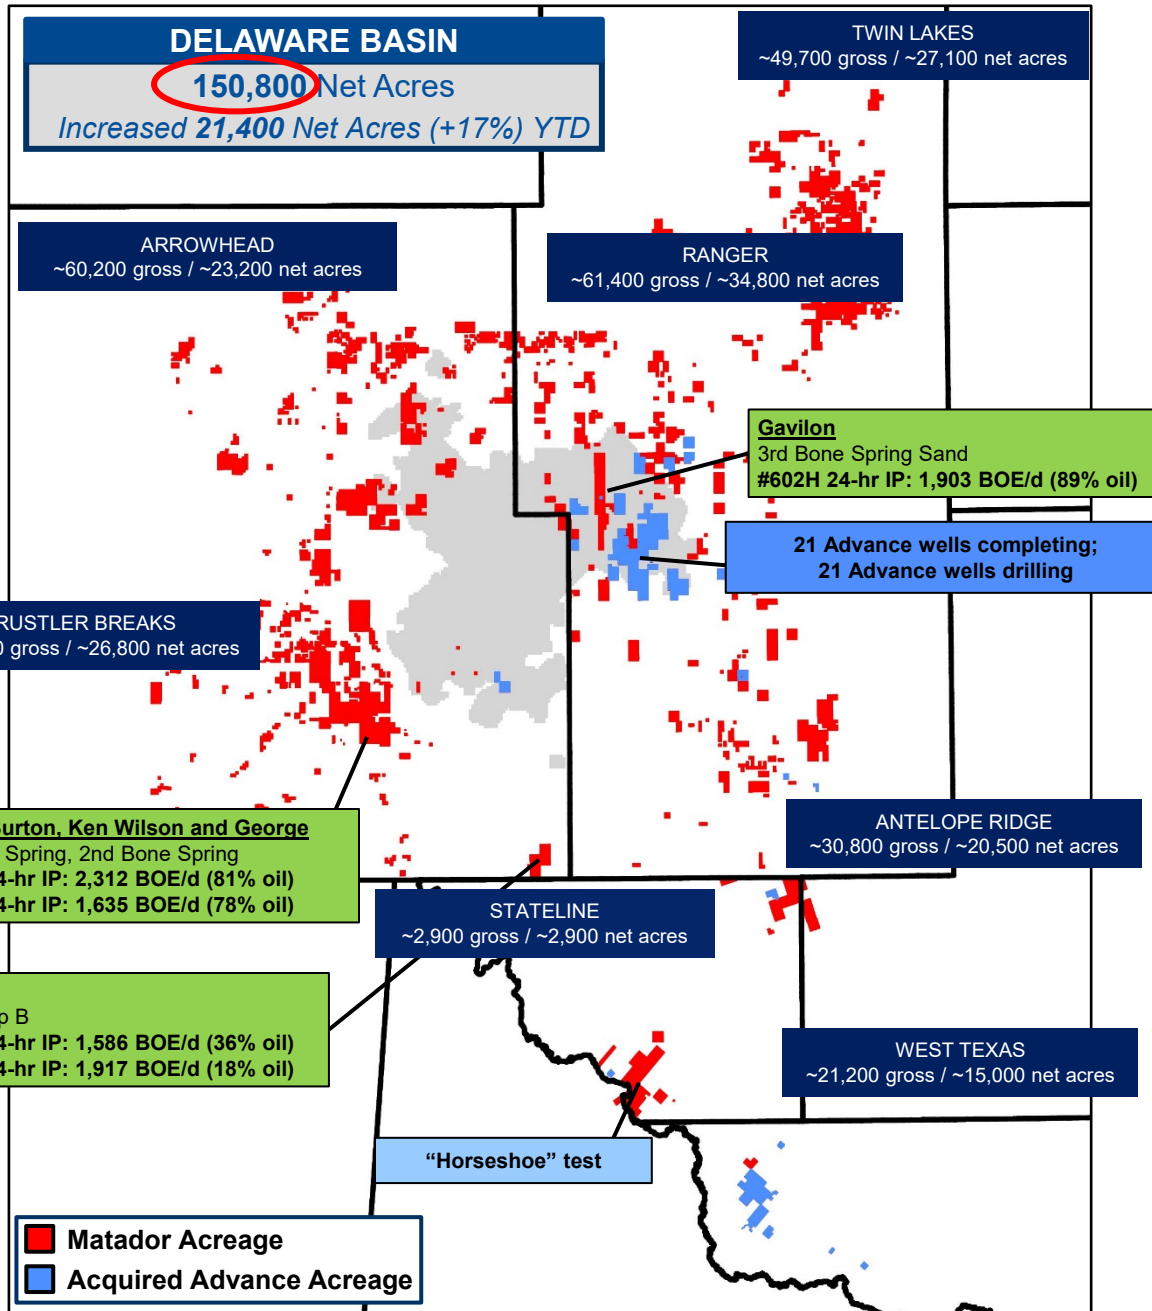 DELAWARE BASIN
150,800 Net Acres
Increased 21,400 Net Acres (+17%) YTD
TWIN LAKES
~49,700 gross / ~27,100 net acres
ARROWHEAD
~60,200 gross / ~23,200 net acres
RANGER
~61,400 gross / ~34,800 net acres
Gavilon
3rd Bone Spring Sand
#602H 24-hr IP: 1,903 BOE/d (89% oil)
21 Advance wells completing;
21 Advance wells drilling
RUSTLER BREAKS
gross / ~26,800 net acres
Burton, Ken Wilson and George
Spring, 2nd Bone Spring
4-hr IP: 2,312 BOE/d (81% oil)
4-hr IP: 1,635 BOE/d (78% oil)
ANTELOPE RIDGE
~30,800 gross / ~20,500 net acres
STATELINE
~2,900 gross / ~2,900 net acres
p B
4-hr IP: 1,586 BOE/d (36% oil)
4-hr IP: 1,917 BOE/d (18% oil)
WEST TEXAS
~21,200 gross / ~15,000 net acres
“Horseshoe” test
Matador Acreage
Acquired Advance Acreage